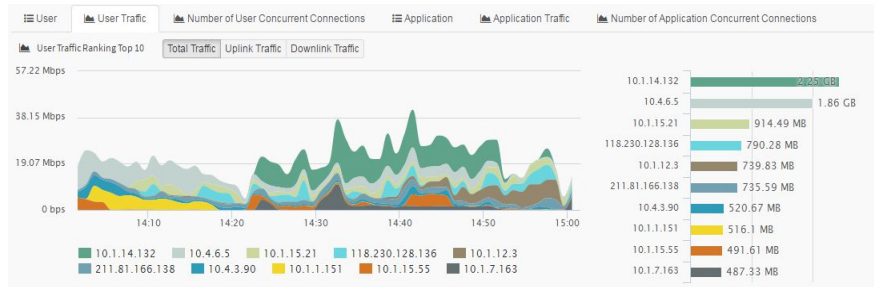 User User Traffic Number of User Concurrent Connections Application Application Traffic Number of Application Concurrent Connections
User Traffic Ranking Top 10 Total Traffic Uplink Traffic Downlink Traffic
57.22 Mbps
38.15 Mbps
19.07 Mbps
0 bps
14:10 14:20 14:30 14:40 14:50 15:00
10.1.14.132 10.4.6.5 10.1.15.21 118.230.128.136 10.1.12.3
211.81.166.138 10.4.3.90 10.1.1.151 10.1.15.55 10.1.7.163
10.1.14.132 2.25 GB
10.4.6.5 1.86 GB
10.1.15.21 914.49 MB
118.230.128.136 790.28 MB
10.1.12.3 739.83 MB
211.81.166.138 735.59 MB
10.4.3.90 520.67 MB
10.1.1.151 516.1 MB
10.1.15.55 491.61 MB
10.1.7.163 487.33 MB